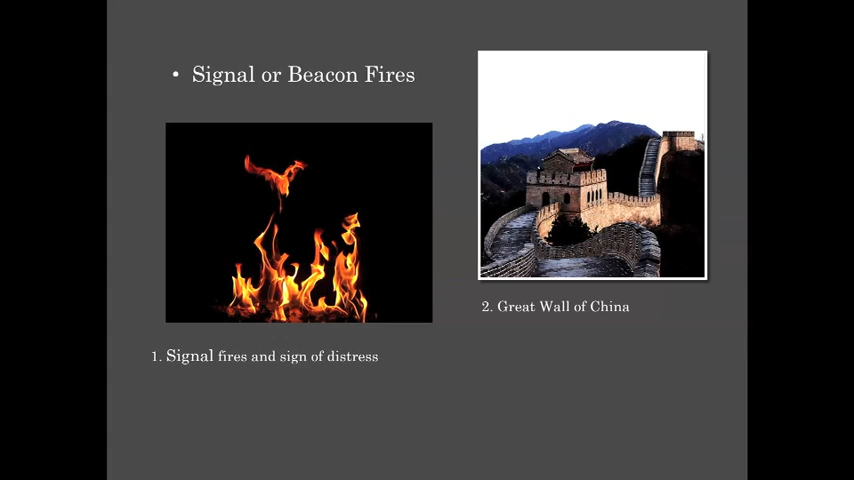 • Signal or Beacon Fires
2. Great Wall of China
1. Signal fires and sign of distress